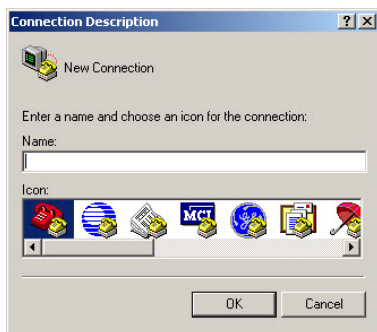 Connection Description
New Connection
Enter a name and choose an icon for the connection:
Name:
Icon:
MCI
OK Cancel